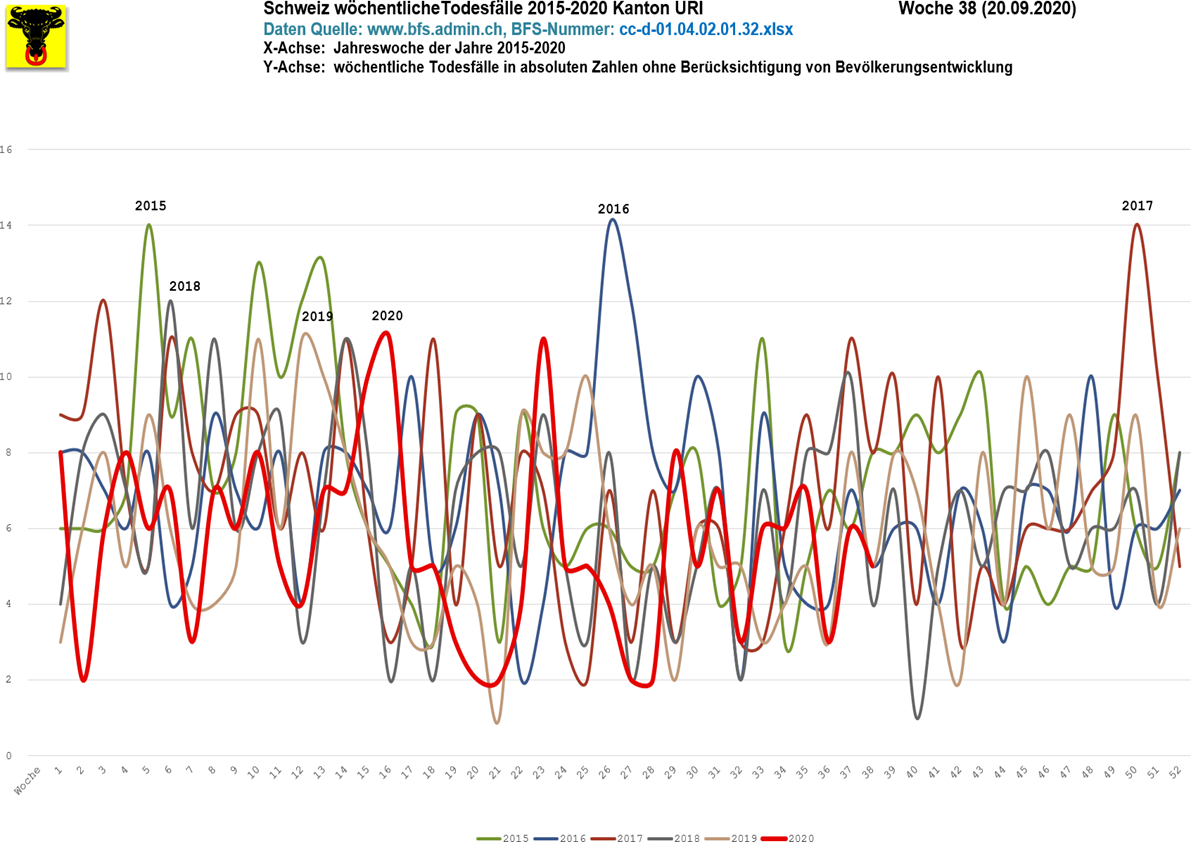 Schweiz wöchentlicheTodesfälle 2015-2020 Kanton URI Woche 38 (20.09.2020)
Daten Quelle: www.bfs.admin.ch, BFS-Nummer: cc-d-01.04.02.01.32.xlsx
X-Achse: Jahreswoche der Jahre 2015-2020
Y-Achse: wöchentliche Todesfälle in absoluten Zahlen ohne Berücksichtigung von Bevölkerungsentwicklung
16
2015
2016
2017
14
2018
12
2019
2020
10
8
6
4
2
0
Woche 1 2 3 4 5 6 7 8 9 10 11 12 13 14 15 16 17 18 19 20 21 22 23 24 25 26 27 28 29 30 31 32 33 34 35 36 37 38 39 40 41 42 43 44 45 46 47 48 49 50 51 52
2015 2016 2017 2018 2019 2020